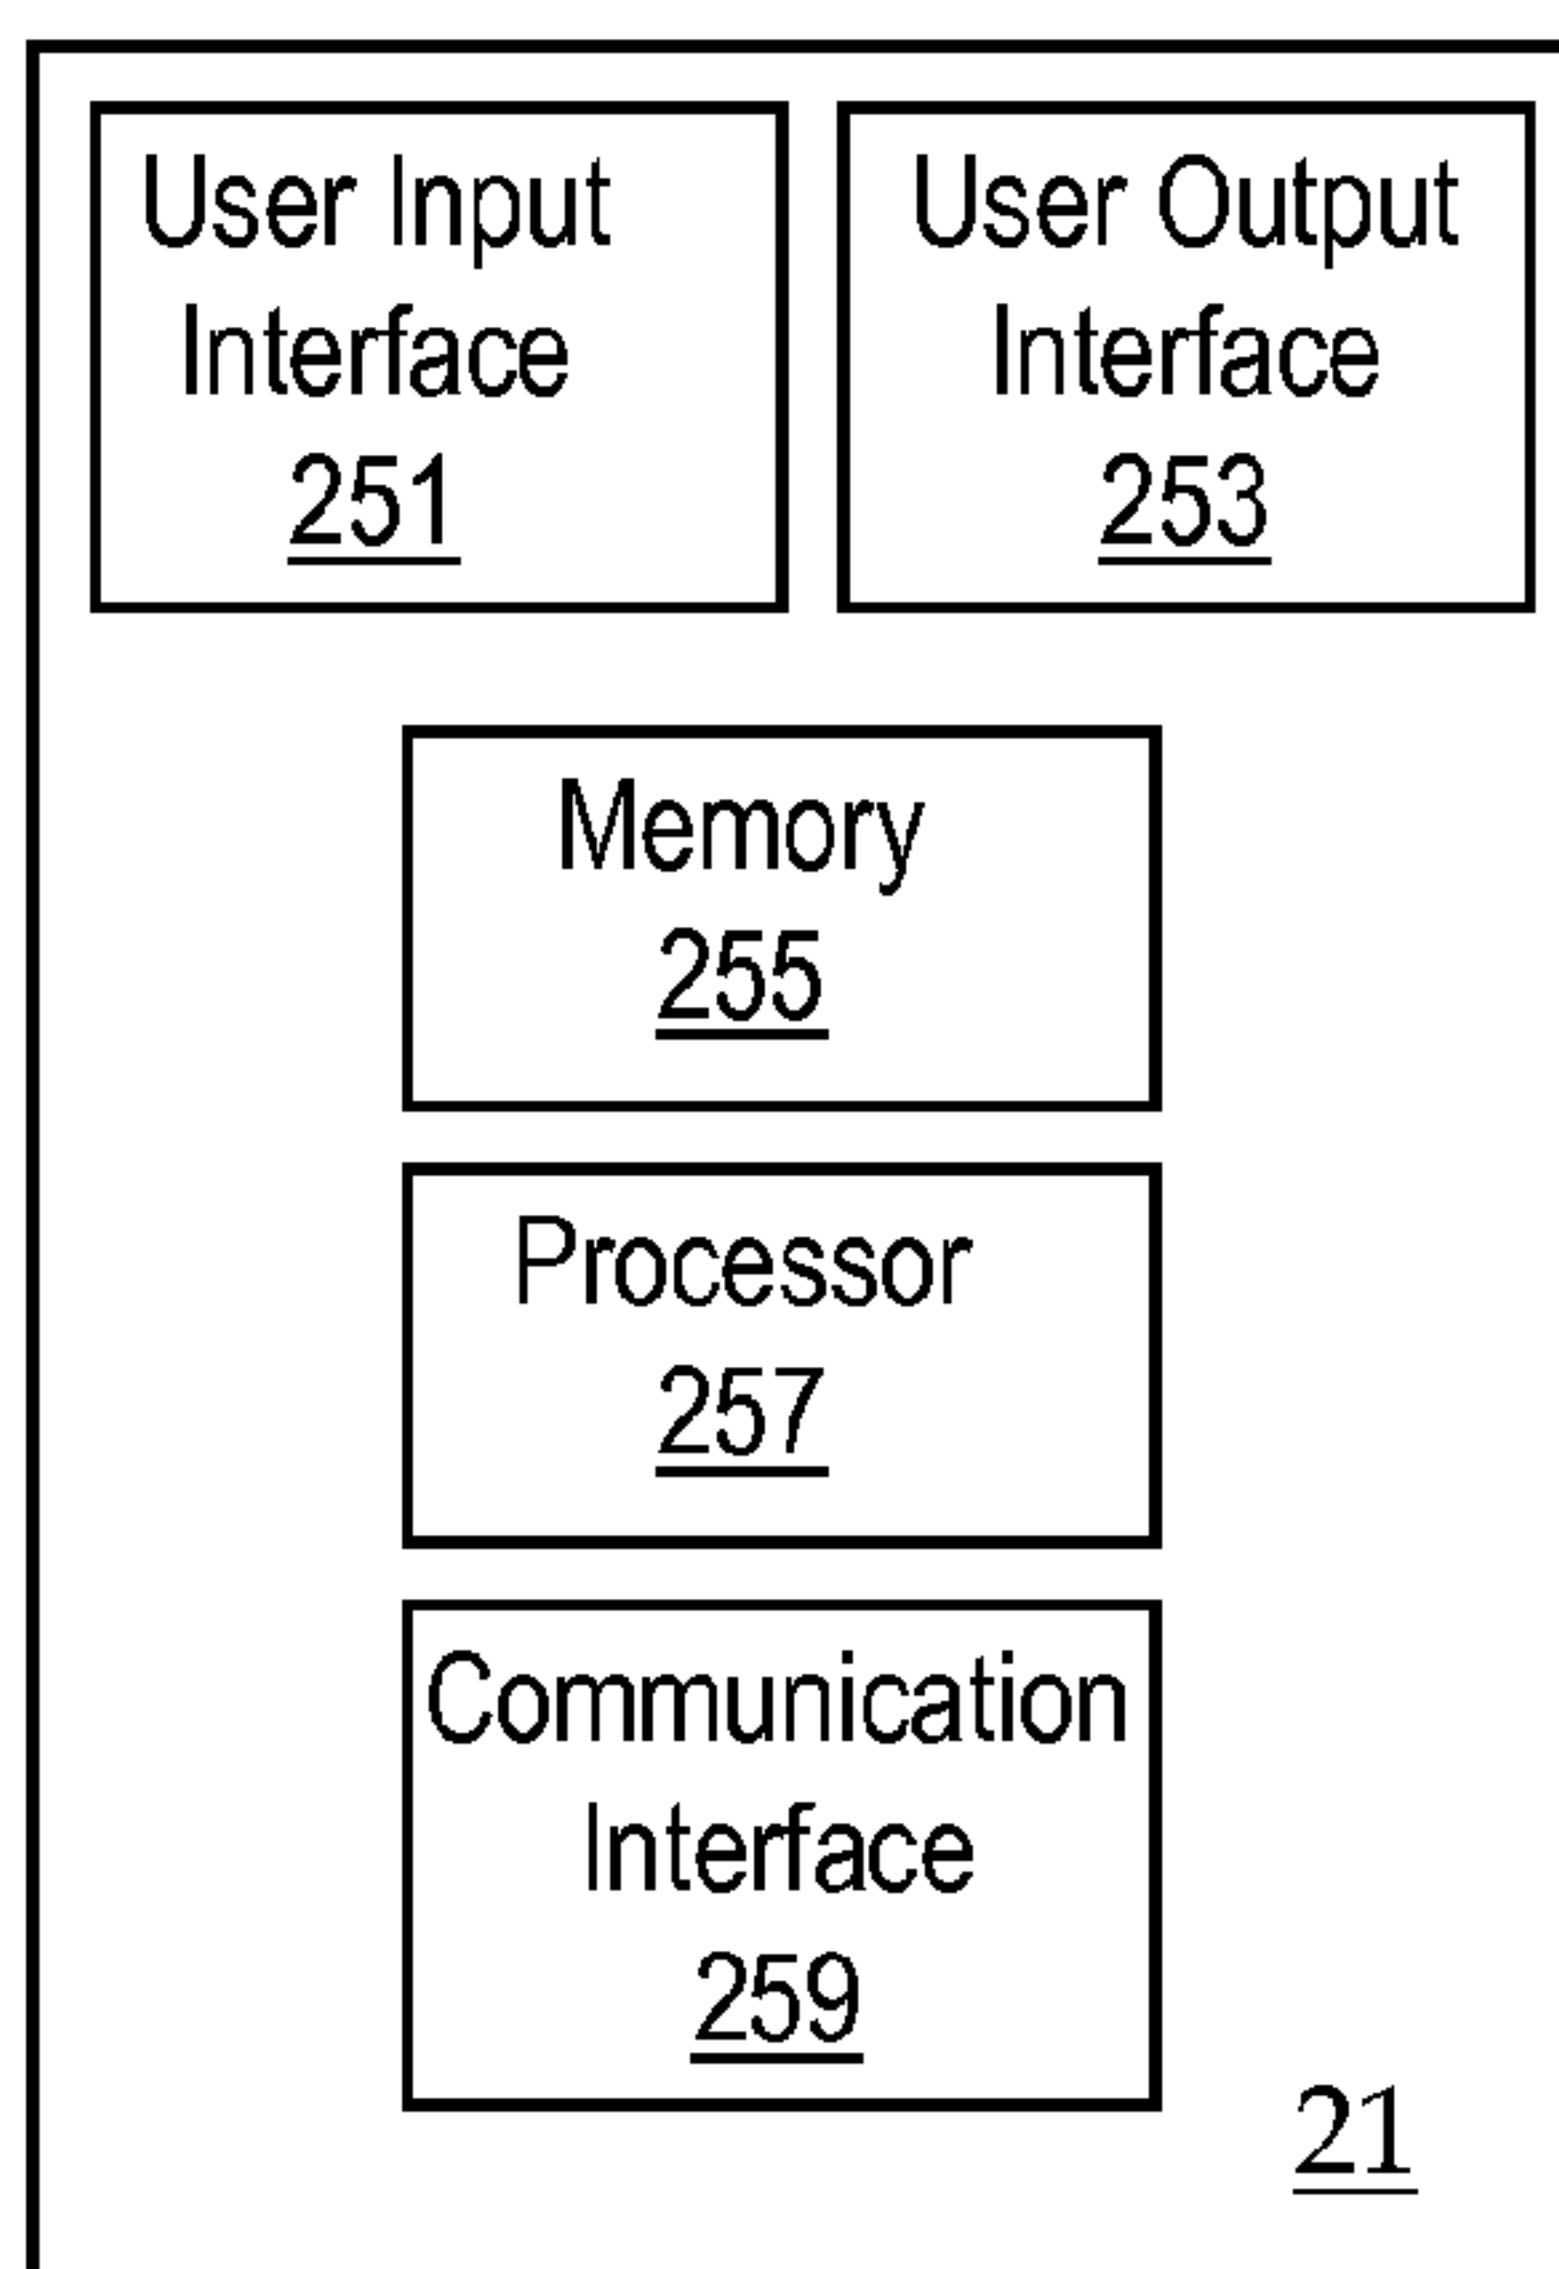 User Input
Interface
251
User Output
Interface
253
Memory
255
Processor
257
Communication
Interface
259
21